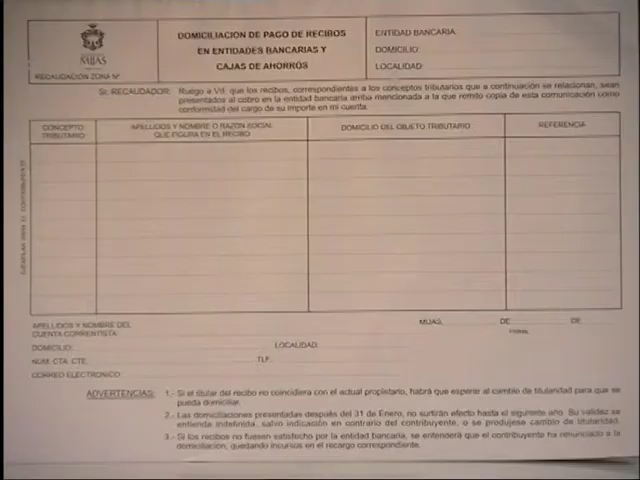 MIJAS
RECAUDACIÓN ZONA Nº
DOMICILIACIÓN DE PAGO DE RECIBOS
EN ENTIDADES BANCARIAS Y
CAJAS DE AHORROS
ENTIDAD BANCARIA:
DOMICILIO:
LOCALIDAD:
SR. RECAUDADOR: Ruego a Vd. que los recibos, correspondientes a los conceptos tributarios que a continuación se relacionan, sean
presentados al cobro en la entidad bancaria arriba mencionada a la que remito copia de esta comunicación como
conformidad del cargo de su importe en mi cuenta.
CONCEPTO
TRIBUTARIO
APELLIDOS Y NOMBRE O RAZÓN SOCIAL
QUE FIGURA EN EL RECIBO
DOMICILIO DEL OBJETO TRIBUTARIO
REFERENCIA
EJEMPLAR PARA EL CONTRIBUYENTE
APELLIDOS Y NOMBRE DEL
CUENTA CORRENTISTA:
MIJAS, DE DE
Firma,
DOMICILIO: LOCALIDAD:
NUM. CTA. CTE. TLF.:
CORREO ELECTRONICO:
ADVERTENCIAS: 1.- Si el titular del recibo no coincidiera con el actual propietario, habrá que esperar al cambio de titularidad para que se
pueda domiciliar.
2.- Las domiciliaciones presentadas después del 31 de Enero, no surtirán efecto hasta el siguiente año. Su validez se
entiende indefinida, salvo indicación en contrario del contribuyente, o se produjese cambio de titularidad.
3.- Si los recibos no fuesen satisfecho por la entidad bancaria, se entenderá que el contribuyente ha renunciado a la
domiciliación, quedando incursos en el recargo correspondiente.